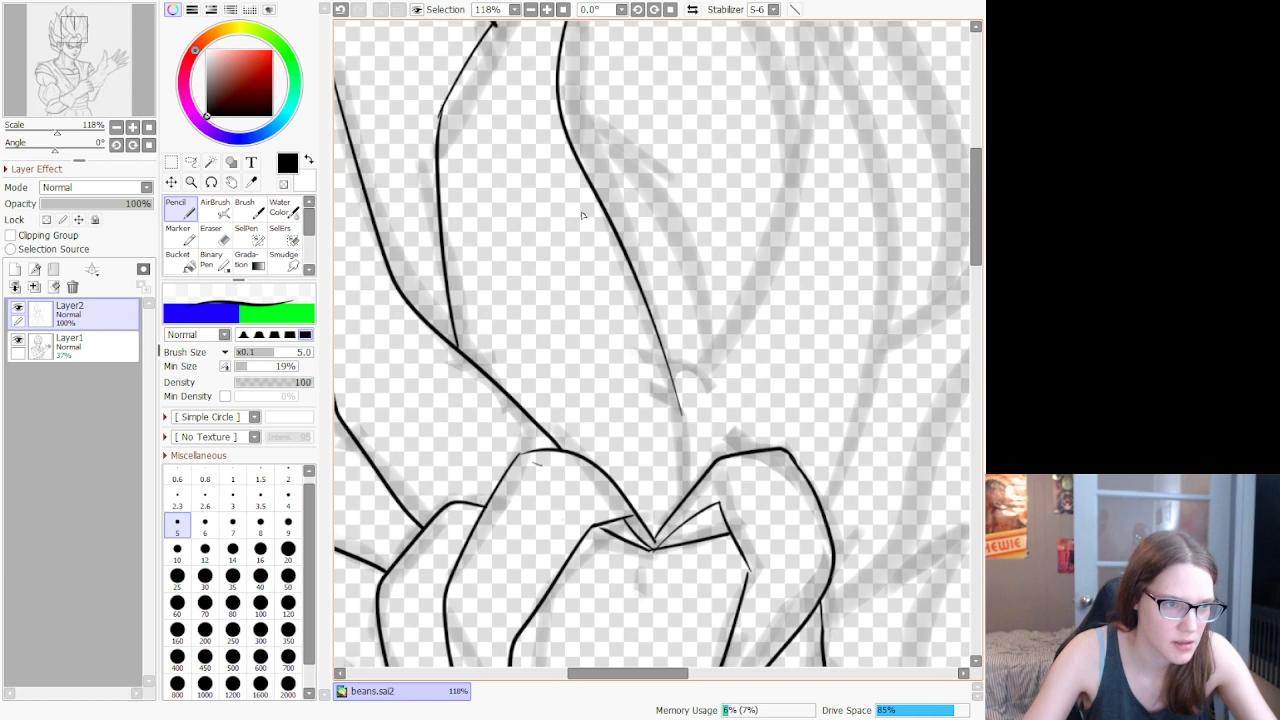 Selection 118% 0.0° Stabilizer S-6
Scale 118%
Angle 0°
Layer Effect
Mode Normal
Opacity 100%
Lock
Clipping Group
Selection Source
Layer2
Normal
100%
Layer1
Normal
37%
T
Pencil AirBrush Brush Water Color
Marker Eraser SelPen SelErs
Bucket Binary Pen Gradation Smudge
Normal
Brush Size x0.1 5.0
Min Size 19%
Density 100
Min Density 0%
[ Simple Circle ]
[ No Texture ] Intens. 95
Miscellaneous
0.6 0.8 1 1.5 2
2.3 2.6 3 3.5 4
5 6 7 8 9
10 12 14 16 20
25 30 35 40 50
60 70 80 100 120
160 200 250 300 350
400 450 500 600 700
800 1000 1200 1600 2000
beans.sai2 118%
Memory Usage 6% (7%) Drive Space 85%
EWIE